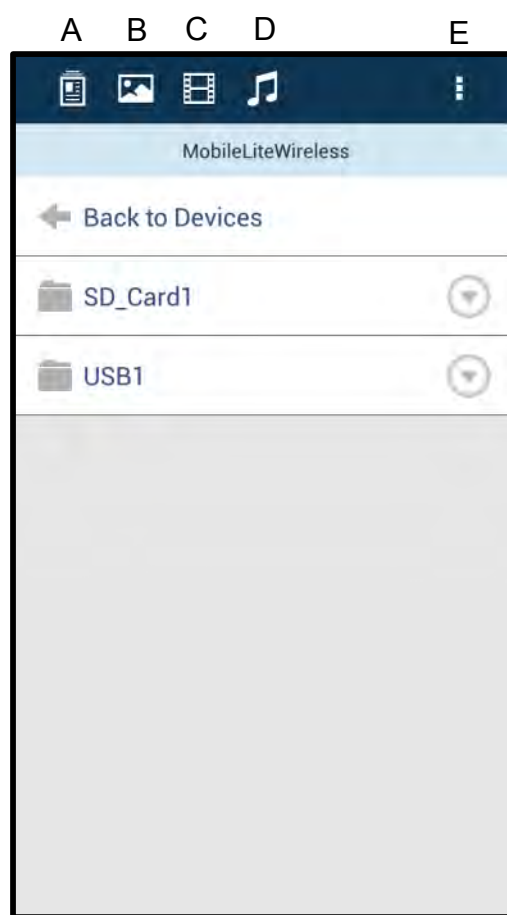 A B C D E
MobileLiteWireless
Back to Devices
SD_Card1
USB1